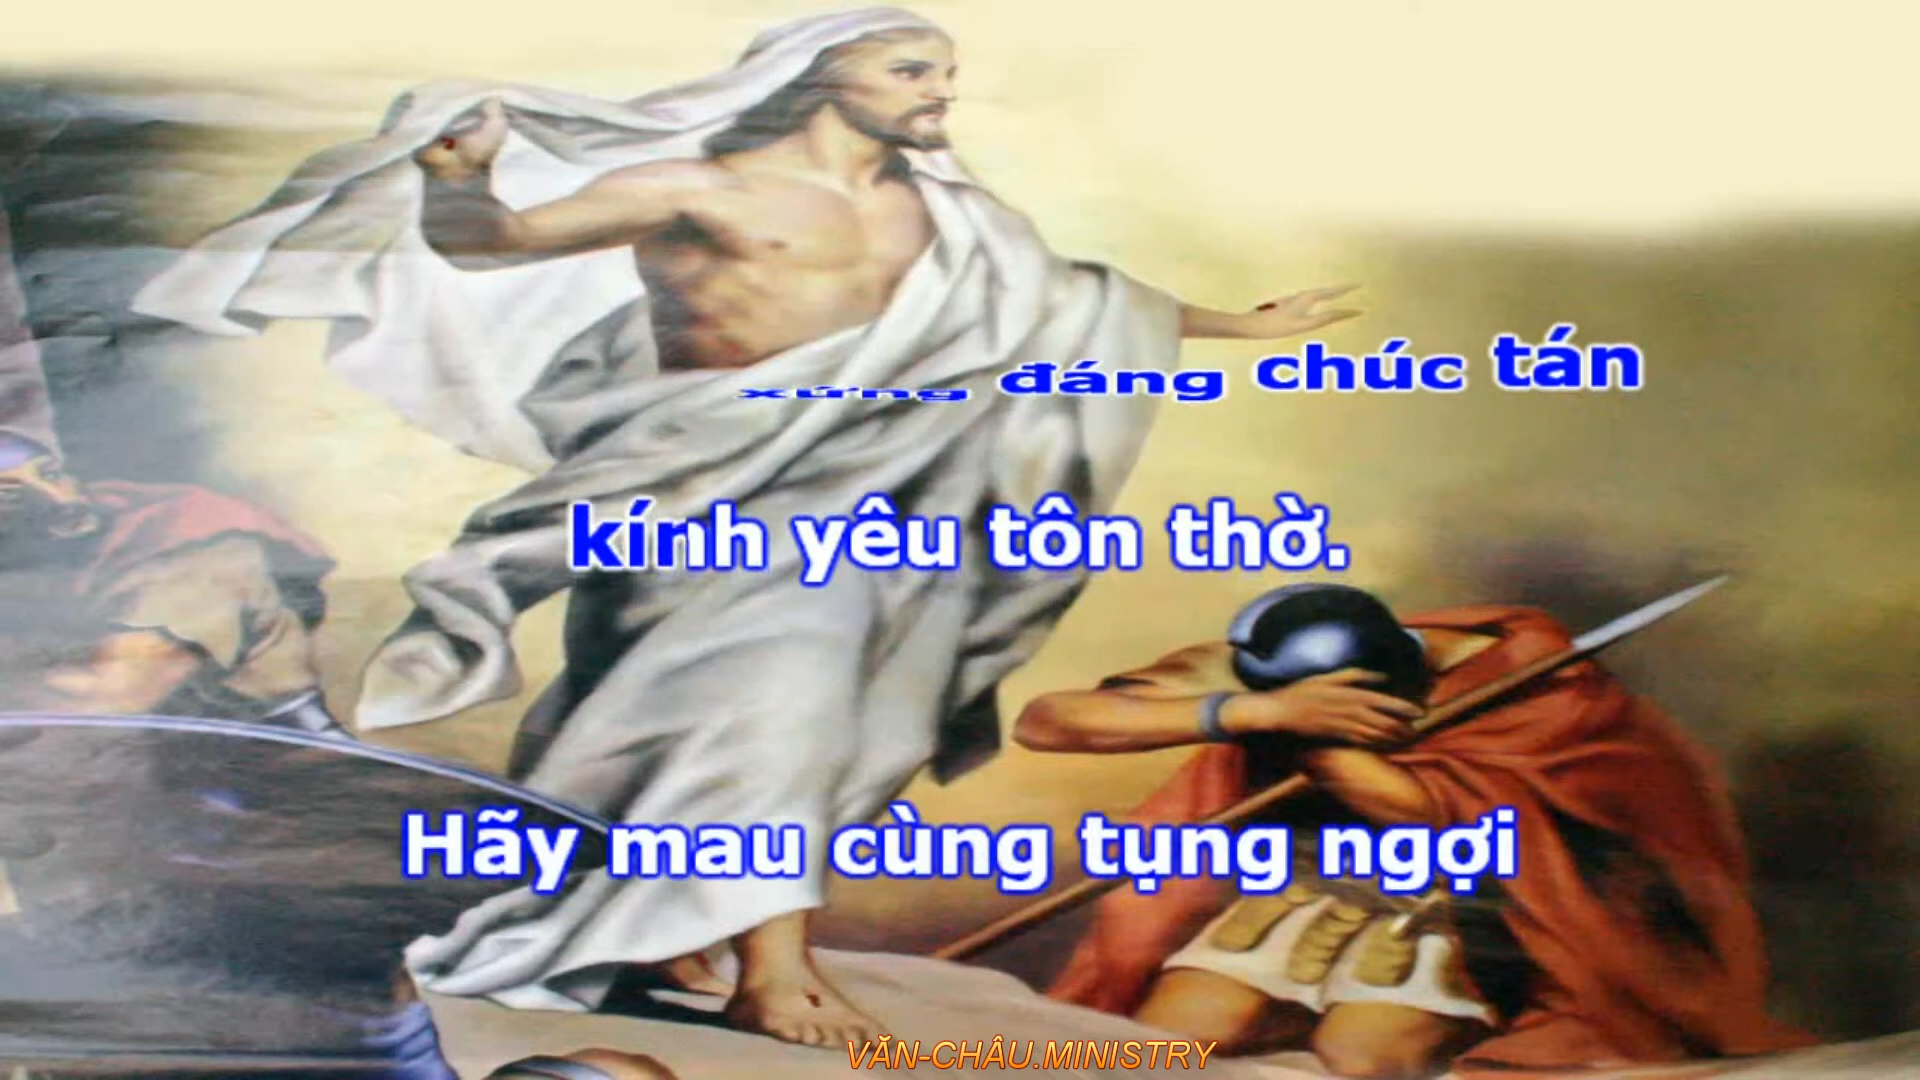 xứng đáng chúc tán
kính yêu tôn thờ.
Hãy mau cùng tụng ngợi
VĂN-CHÂU.MINISTRY